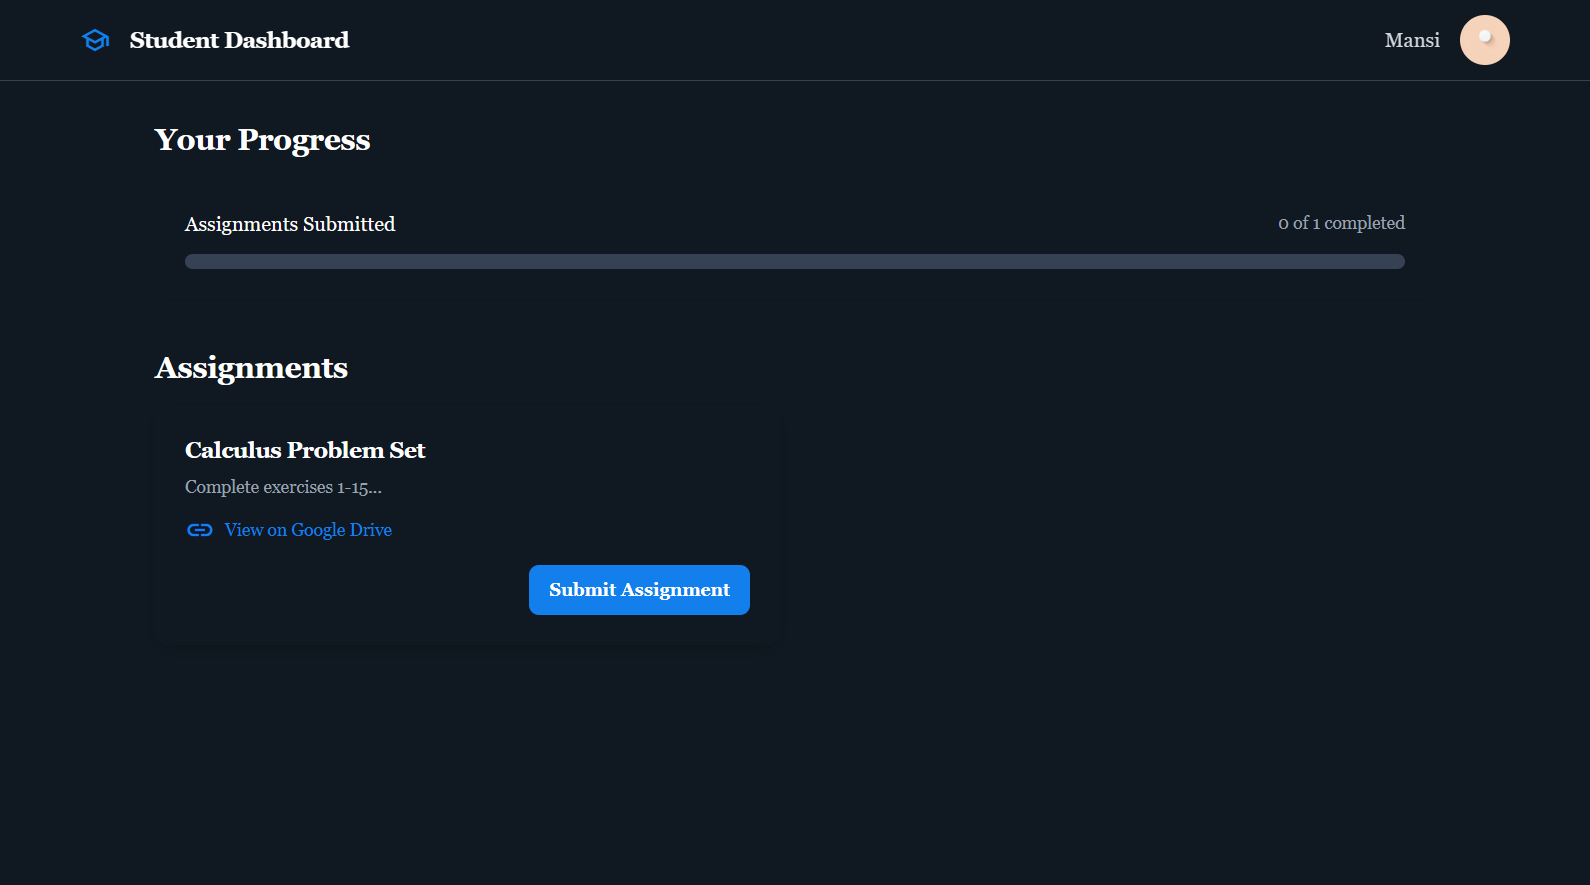 Student Dashboard
Mansi
Your Progress
Assignments Submitted
0 of 1 completed
Assignments
Calculus Problem Set
Complete exercises 1-15...
View on Google Drive
Submit Assignment